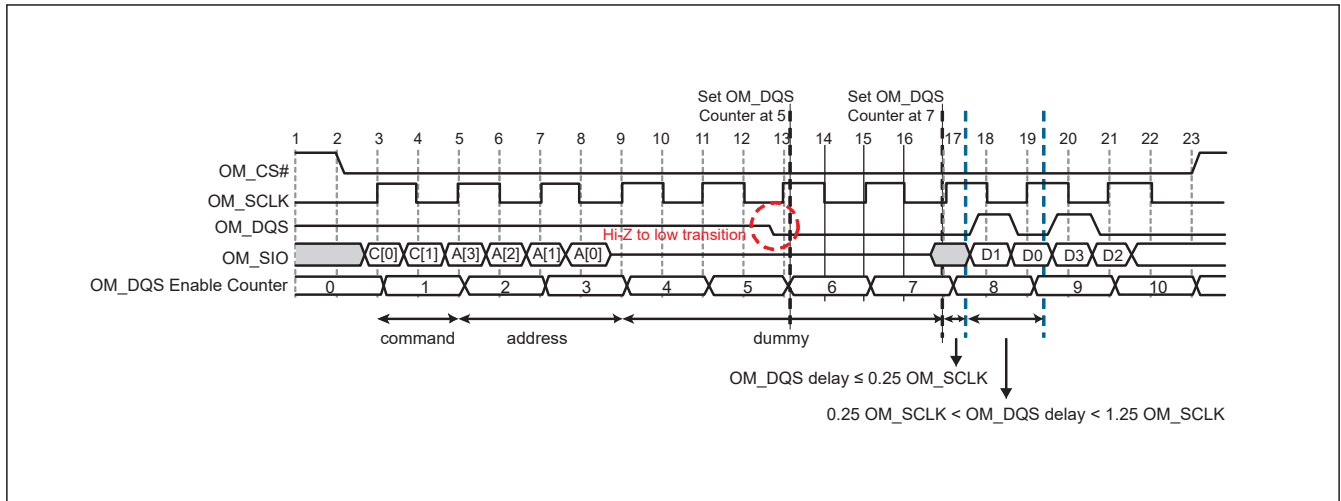 Set OM_DQS Counter at 5
Set OM_DQS Counter at 7
1 2 3 4 5 6 7 8 9 10 11 12 13 14 15 16 17 18 19 20 21 22 23
OM_CS#
OM_SCLK
OM_DQS
Hi-Z to low transition
OM_SIO C[0] C[1] A[3] A[2] A[1] A[0] D1 D0 D3 D2
OM_DQS Enable Counter 0 1 2 3 4 5 6 7 8 9 10
command address dummy
OM_DQS delay ≤ 0.25 OM_SCLK
0.25 OM_SCLK < OM_DQS delay < 1.25 OM_SCLK